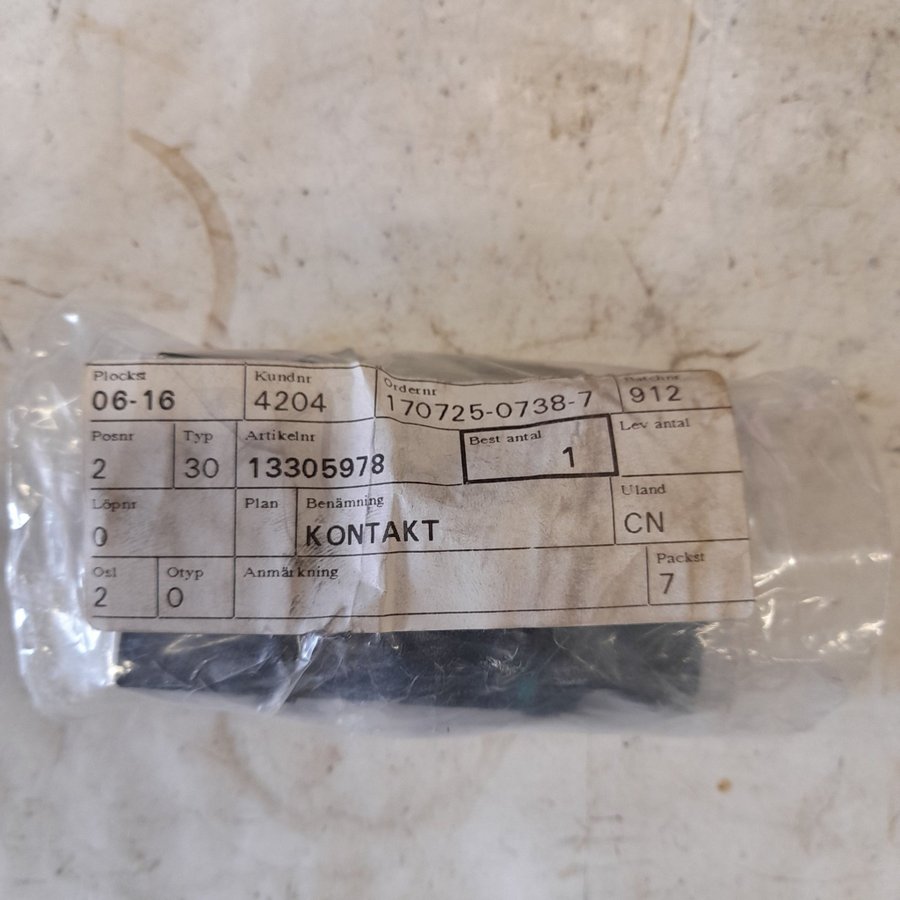 Plockst Kundnr Ordernr Batchnr
06-16 4204 170725-0738-7 912
Posnr Typ Artikelnr Best antal Lev antal
2 30 13305978 1
Löpnr Plan Benämning Uland
0 KONTAKT CN
Osl Otyp Anmärkning Packst
2 0 7